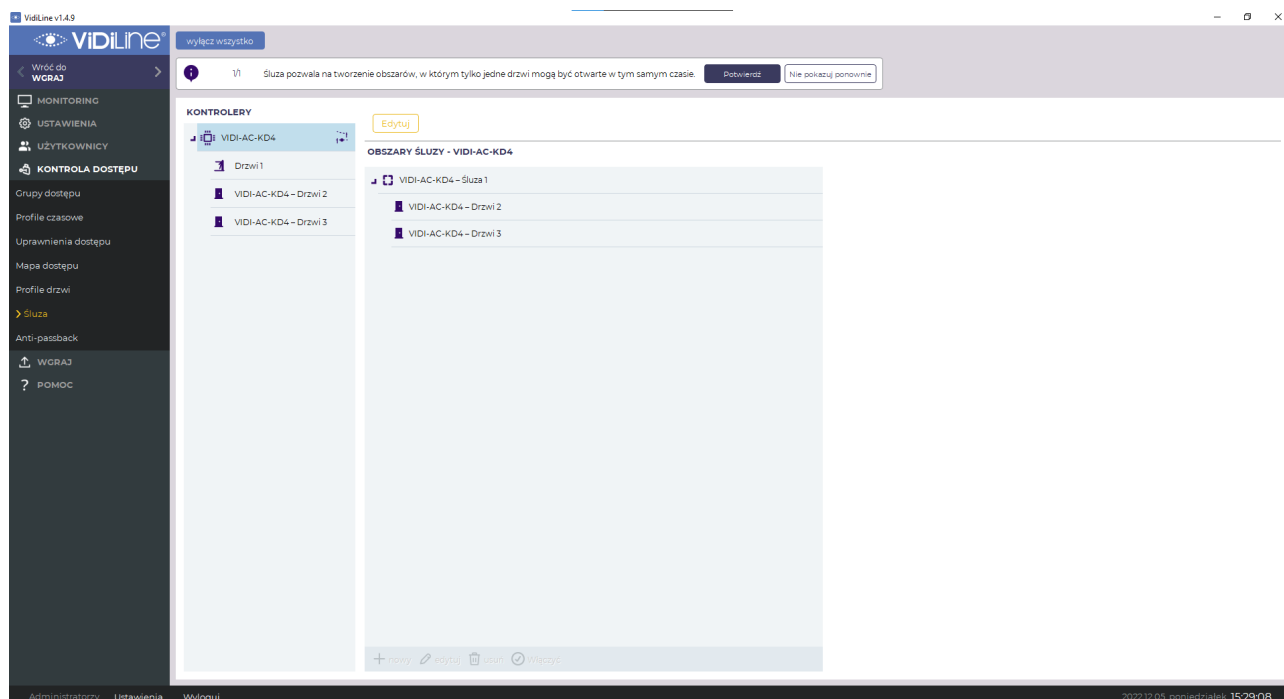 VidiLine v1.4.9
ViDiLine®
wyłącz wszystko
Wróć do
WGRAJ
1/1
Śluza pozwala na tworzenie obszarów, w którym tylko jedne drzwi mogą być otwarte w tym samym czasie.
Potwierdź
Nie pokazuj ponownie
MONITORING
USTAWIENIA
UŻYTKOWNICY
KONTROLA DOSTĘPU
Grupy dostępu
Profile czasowe
Uprawnienia dostępu
Mapa dostępu
Profile drzwi
Śluza
Anti-passback
WGRAJ
POMOC
KONTROLERY
VIDI-AC-KD4
Drzwi 1
VIDI-AC-KD4 – Drzwi 2
VIDI-AC-KD4 – Drzwi 3
Edytuj
OBSZARY ŚLUZY - VIDI-AC-KD4
VIDI-AC-KD4 – Śluza 1
VIDI-AC-KD4 – Drzwi 2
VIDI-AC-KD4 – Drzwi 3
nowy edytuj usuń Włączyć
Administratorzy Ustawienia Wyloguj
2022.12.05. poniedziałek 15:29:08